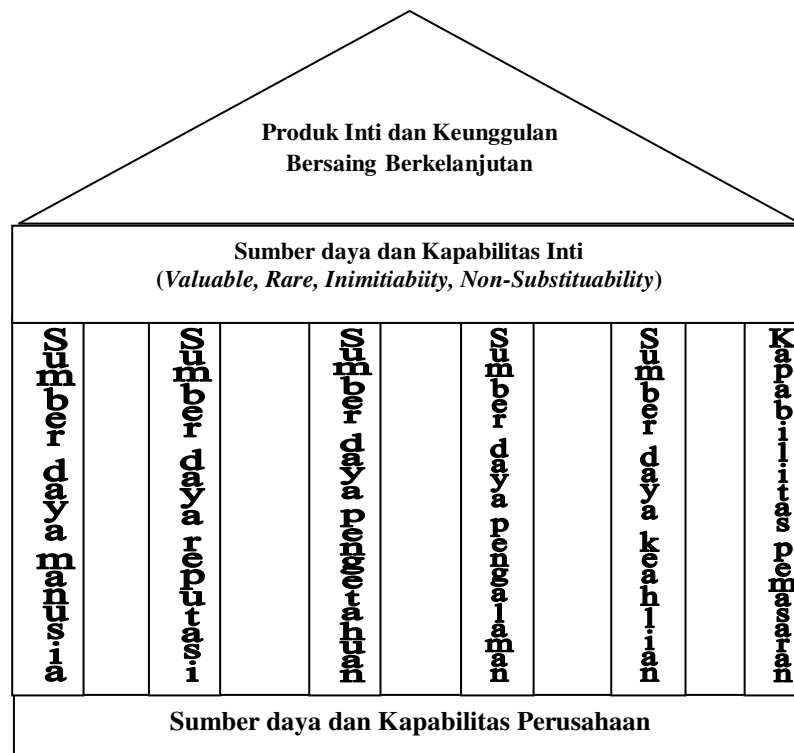 Produk Inti dan Keunggulan
Bersaing Berkelanjutan
Sumber daya dan Kapabilitas Inti
(Valuable, Rare, Inimitiabiity, Non-Substituability)
Sumber daya manusia
Sumber daya reputasi
Sumber daya pengetahuan
Sumber daya pengalaman
Sumber daya keahlian
Kapabilitas pemasaran
Sumber daya dan Kapabilitas Perusahaan